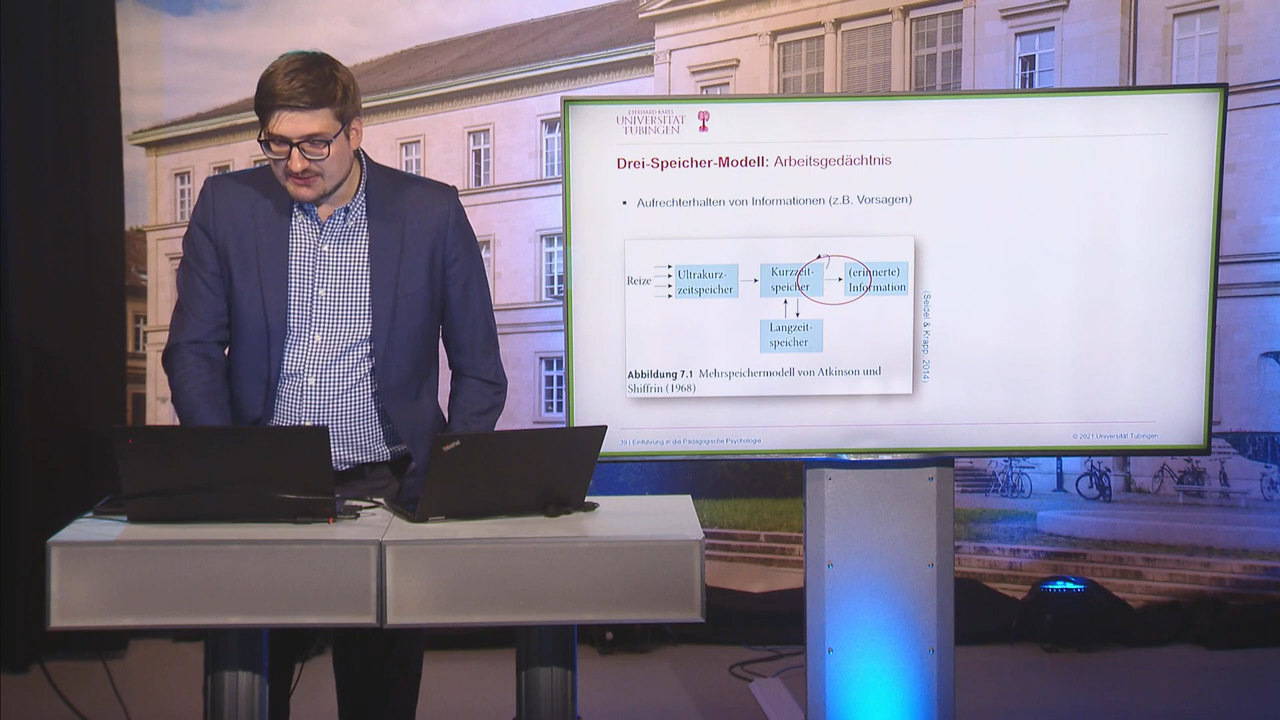 EBERHARD KARLS
UNIVERSITÄT
TÜBINGEN
Drei-Speicher-Modell: Arbeitsgedächtnis
▪ Aufrechterhalten von Informationen (z.B. Vorsagen)
Reize
Ultrakurz-
zeitspeicher
Kurzzeit-
speicher
(erinnerte)
Information
Langzeit-
speicher
Abbildung 7.1 Mehrspeichermodell von Atkinson und
Shiffrin (1968)
(Seidel & Krapp, 2014)
39 | Einführung in die Pädagogische Psychologie
© 2021 Universität Tübingen
ThinkPad